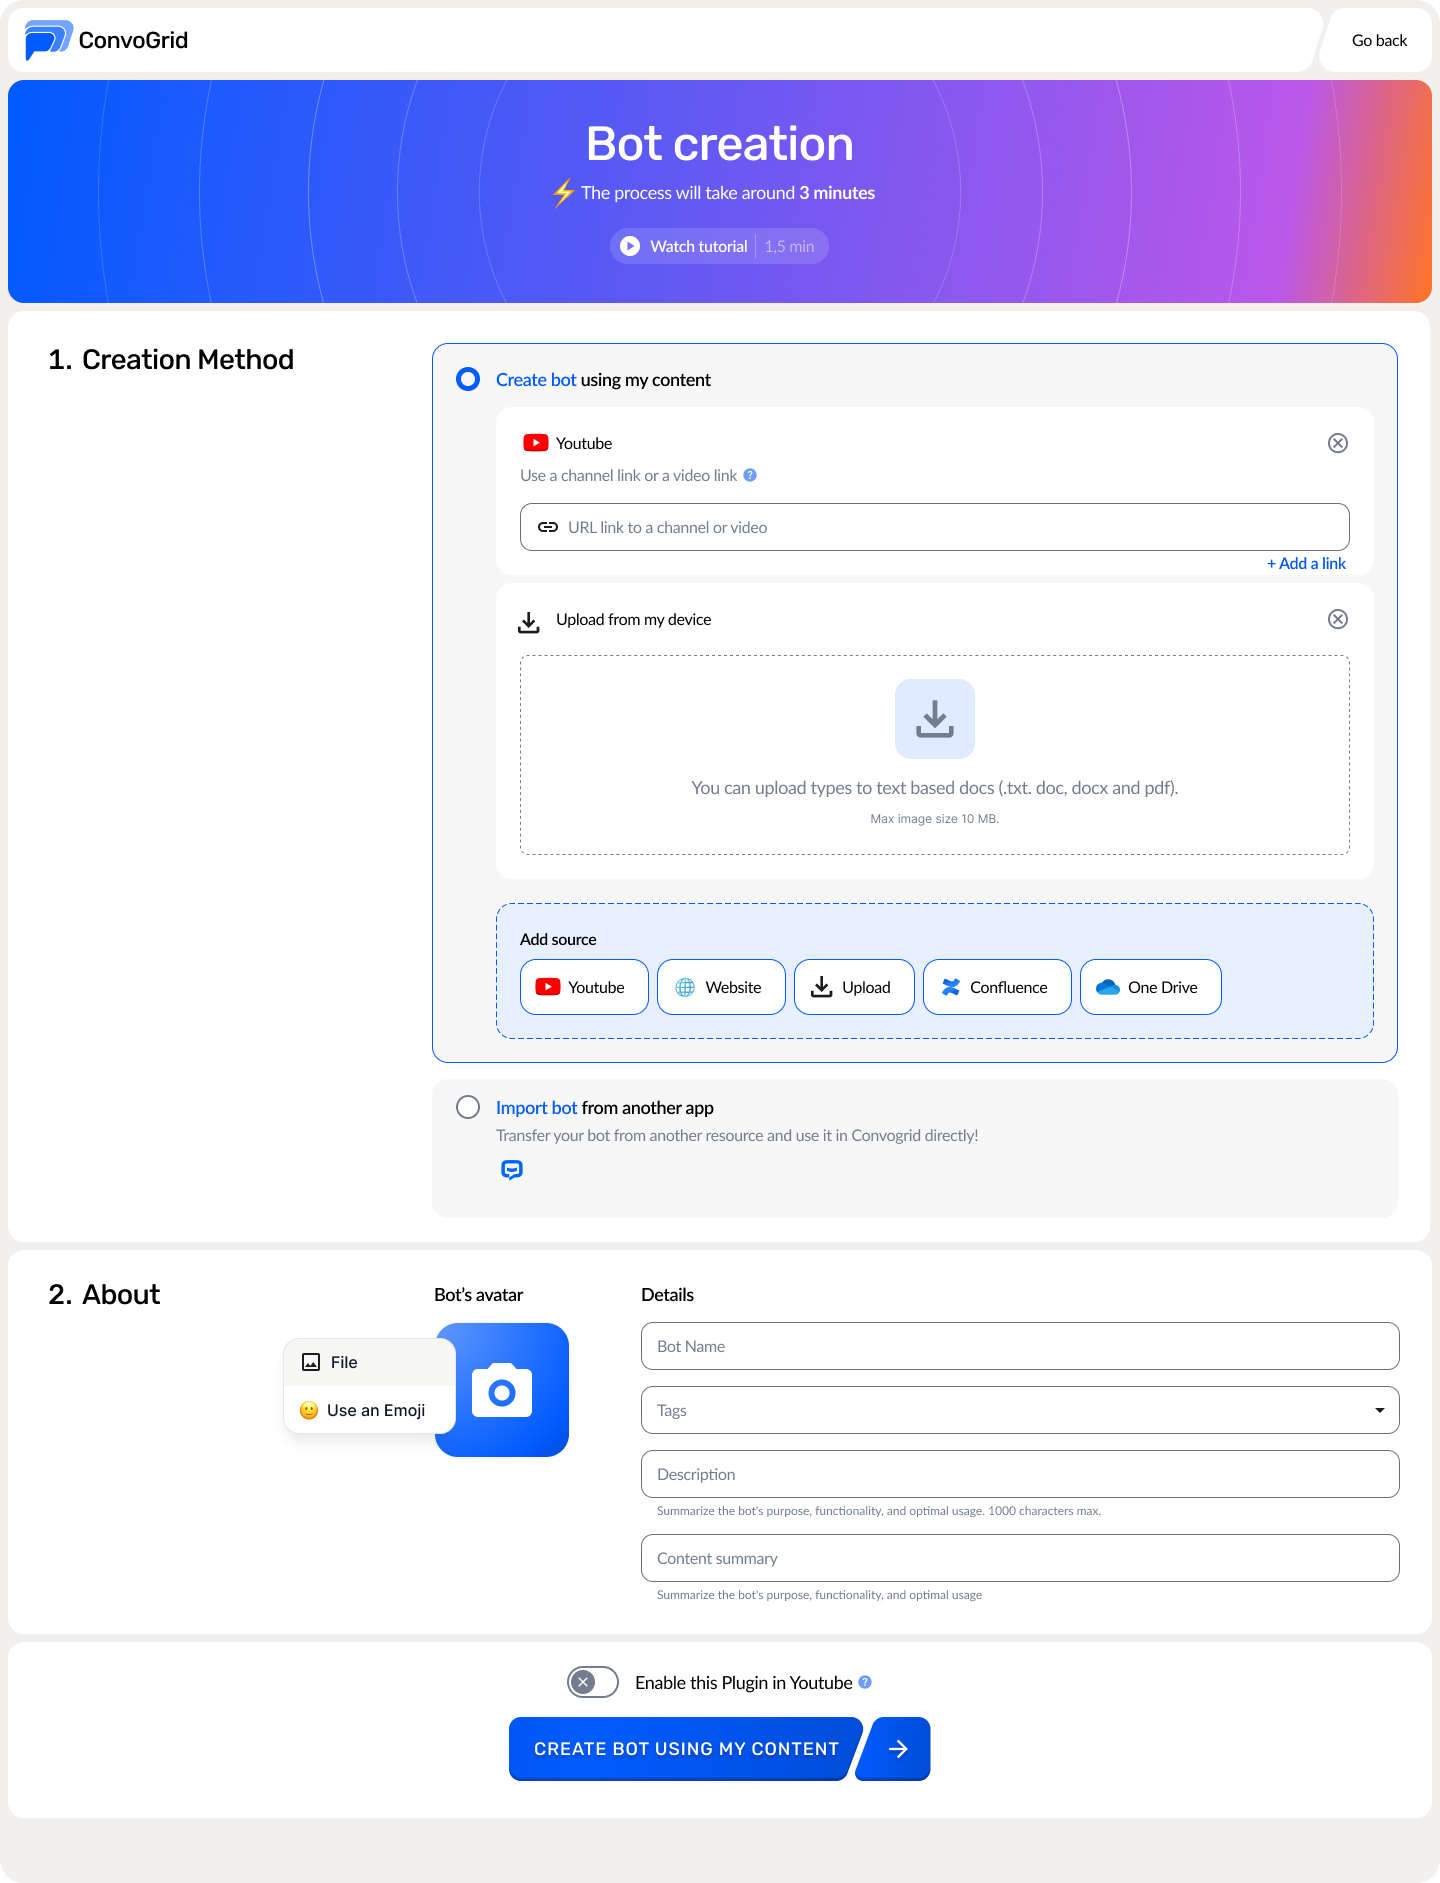 ConvoGrid
Go back
Bot creation
⚡ The process will take around 3 minutes
Watch tutorial 1,5 min
1. Creation Method
Create bot using my content
Youtube
Use a channel link or a video link ?
URL link to a channel or video
+ Add a link
Upload from my device
You can upload types to text based docs (.txt. doc, docx and pdf).
Max image size 10 MB.
Add source
Youtube Website Upload Confluence One Drive
Import bot from another app
Transfer your bot from another resource and use it in Convogrid directly!
2. About
Bot's avatar
File
🙂 Use an Emoji
Details
Bot Name
Tags
Description
Summarize the bot's purpose, functionality, and optimal usage. 1000 characters max.
Content summary
Summarize the bot's purpose, functionality, and optimal usage
Enable this Plugin in Youtube ?
CREATE BOT USING MY CONTENT